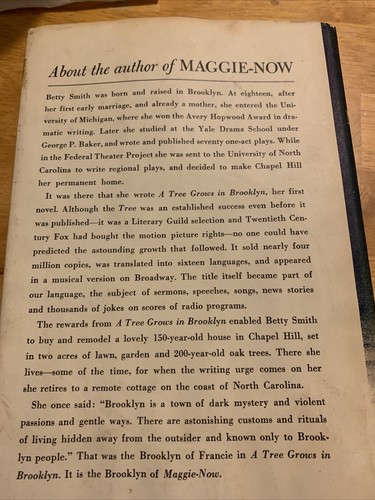 About the author of MAGGIE-NOW
Betty Smith was born and raised in Brooklyn. At eighteen, after
her first early marriage, and already a mother, she entered the Uni-
versity of Michigan, where she won the Avery Hopwood Award in dra-
matic writing. Later she studied at the Yale Drama School under
George P. Baker, and wrote and published seventy one-act plays. While
in the Federal Theater Project she was sent to the University of North
Carolina to write regional plays, and decided to make Chapel Hill
her permanent home.
It was there that she wrote A Tree Grows in Brooklyn, her first
novel. Although the Tree was an established success even before it
was published—it was a Literary Guild selection and Twentieth Cen-
tury Fox had bought the motion picture rights—no one could have
predicted the astounding growth that followed. It sold nearly four
million copies, was translated into sixteen languages, and appeared
in a musical version on Broadway. The title itself became part of
our language, the subject of sermons, speeches, songs, news stories
and thousands of jokes on scores of radio programs.
The rewards from A Tree Grows in Brooklyn enabled Betty Smith
to buy and remodel a lovely 150-year-old house in Chapel Hill, set
in two acres of lawn, garden and 200-year-old oak trees. There she
lives—some of the time, for when the writing urge comes on her
she retires to a remote cottage on the coast of North Carolina.
She once said: "Brooklyn is a town of dark mystery and violent
passions and gentle ways. There are astonishing customs and rituals
of living hidden away from the outsider and known only to Brook-
lyn people." That was the Brooklyn of Francie in A Tree Grows in
Brooklyn. It is the Brooklyn of Maggie-Now.